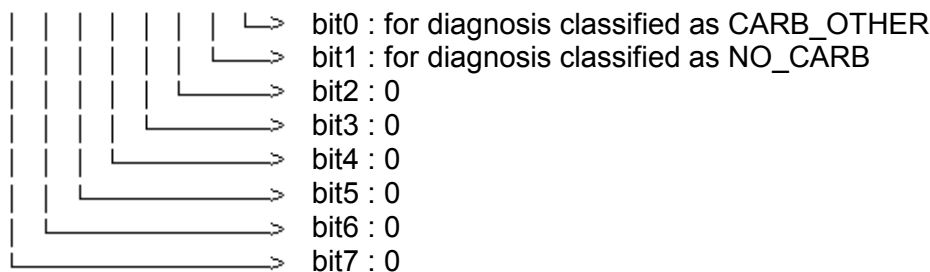 bit0 : for diagnosis classified as CARB_OTHER
bit1 : for diagnosis classified as NO_CARB
bit2 : 0
bit3 : 0
bit4 : 0
bit5 : 0
bit6 : 0
bit7 : 0